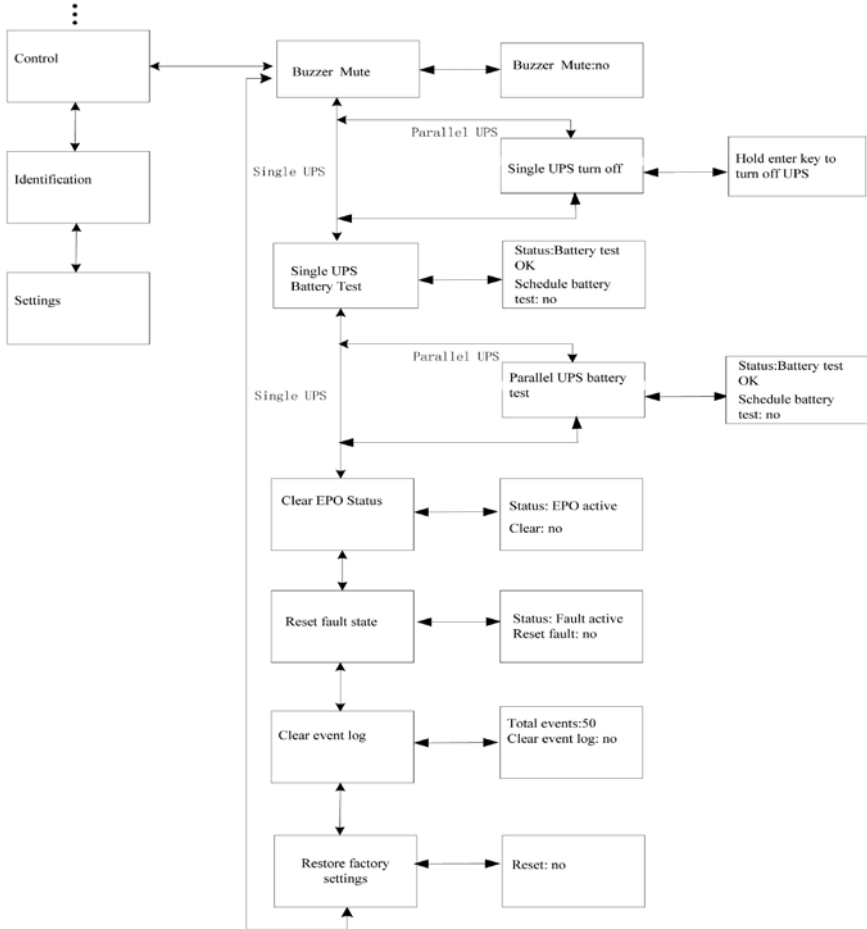 Control
Buzzer Mute
Buzzer Mute:no
Parallel UPS
Single UPS
Single UPS turn off
Hold enter key to
turn off UPS
Identification
Single UPS
Battery Test
Status:Battery test
OK
Schedule battery
test: no
Settings
Parallel UPS
Single UPS
Parallel UPS battery
test
Status:Battery test
OK
Schedule battery
test: no
Clear EPO Status
Status: EPO active
Clear: no
Reset fault state
Status: Fault active
Reset fault: no
Clear event log
Total events:50
Clear event log: no
Restore factory
settings
Reset: no